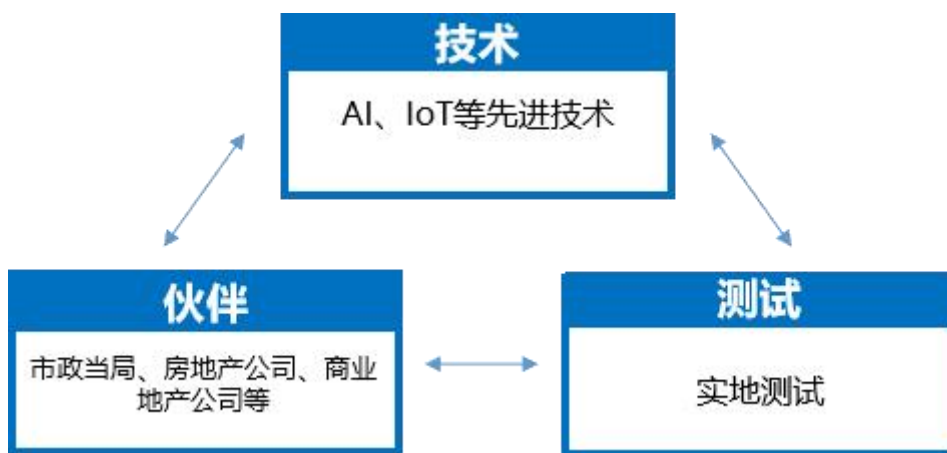 技术
AI、IoT等先进技术
伙伴
市政当局、房地产公司、商业
地产公司等
测试
实地测试